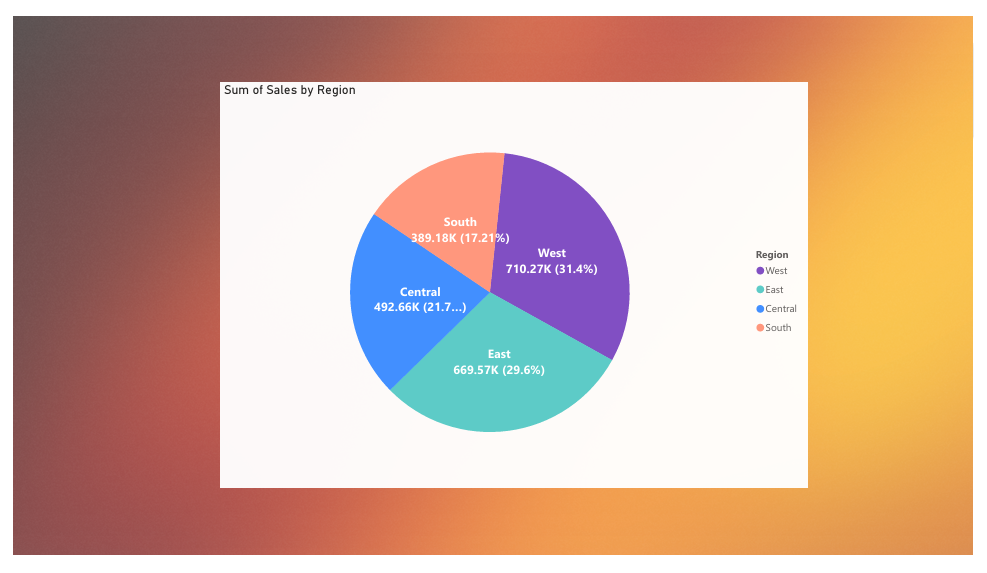 Sum of Sales by Region
South
389.18K (17.21%)
West
710.27K (31.4%)
Central
492.66K (21.7...)
East
669.57K (29.6%)
Region
West
East
Central
South